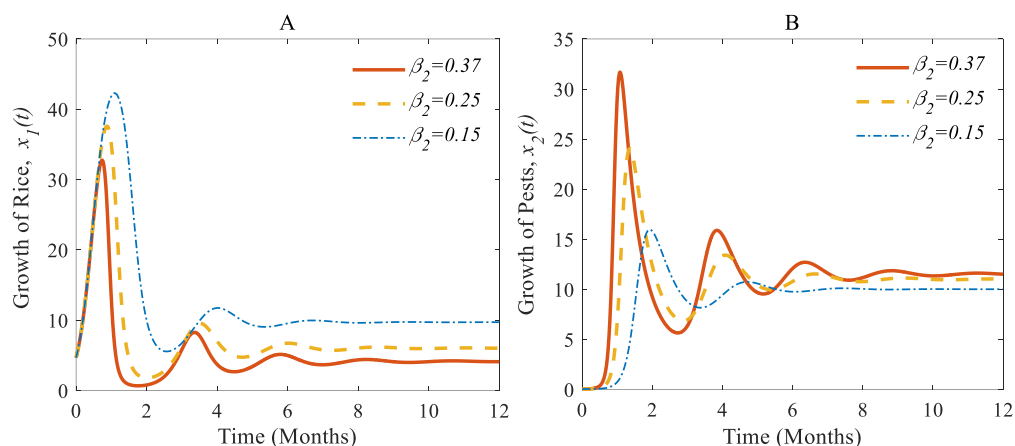 A
50
40
30
20
10
0
Growth of Rice, x₁(t)
β₂=0.37
β₂=0.25
β₂=0.15
0 2 4 6 8 10 12
Time (Months)
B
35
30
25
20
15
10
5
0
Growth of Pests, x₂(t)
β₂=0.37
β₂=0.25
β₂=0.15
0 2 4 6 8 10 12
Time (Months)